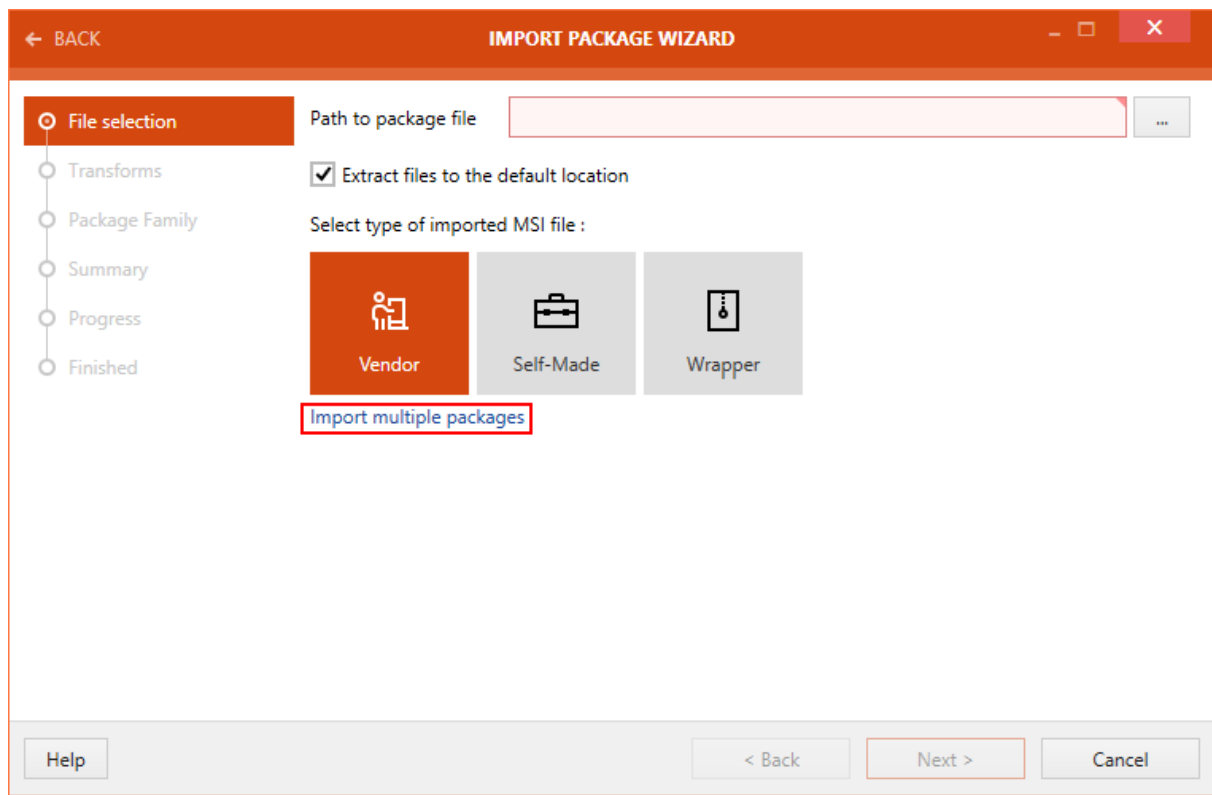 ← BACK
IMPORT PACKAGE WIZARD
File selection
Transforms
Package Family
Summary
Progress
Finished
Path to package file
...
Extract files to the default location
Select type of imported MSI file :
Vendor
Self-Made
Wrapper
Import multiple packages
Help
< Back
Next >
Cancel